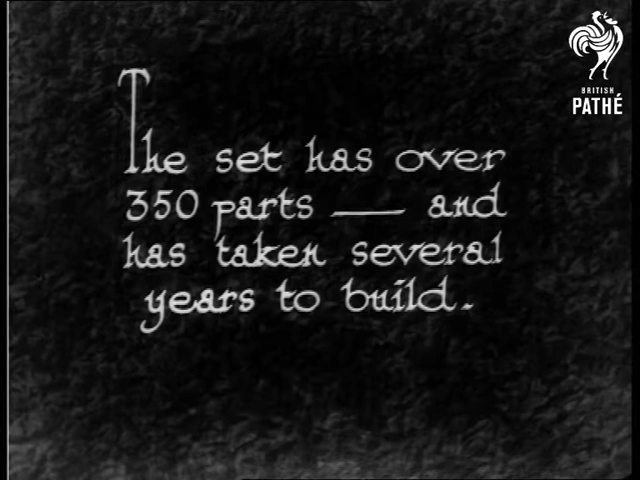 BRITISH
PATHÉ
The set has over
350 parts — and
has taken several
years to build.